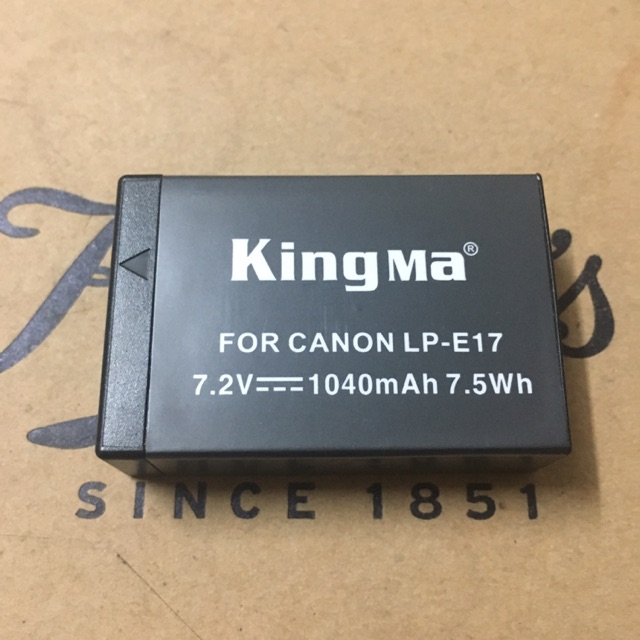 KingMa®
FOR CANON LP-E17
7.2V⎓1040mAh 7.5Wh
SINCE 1851